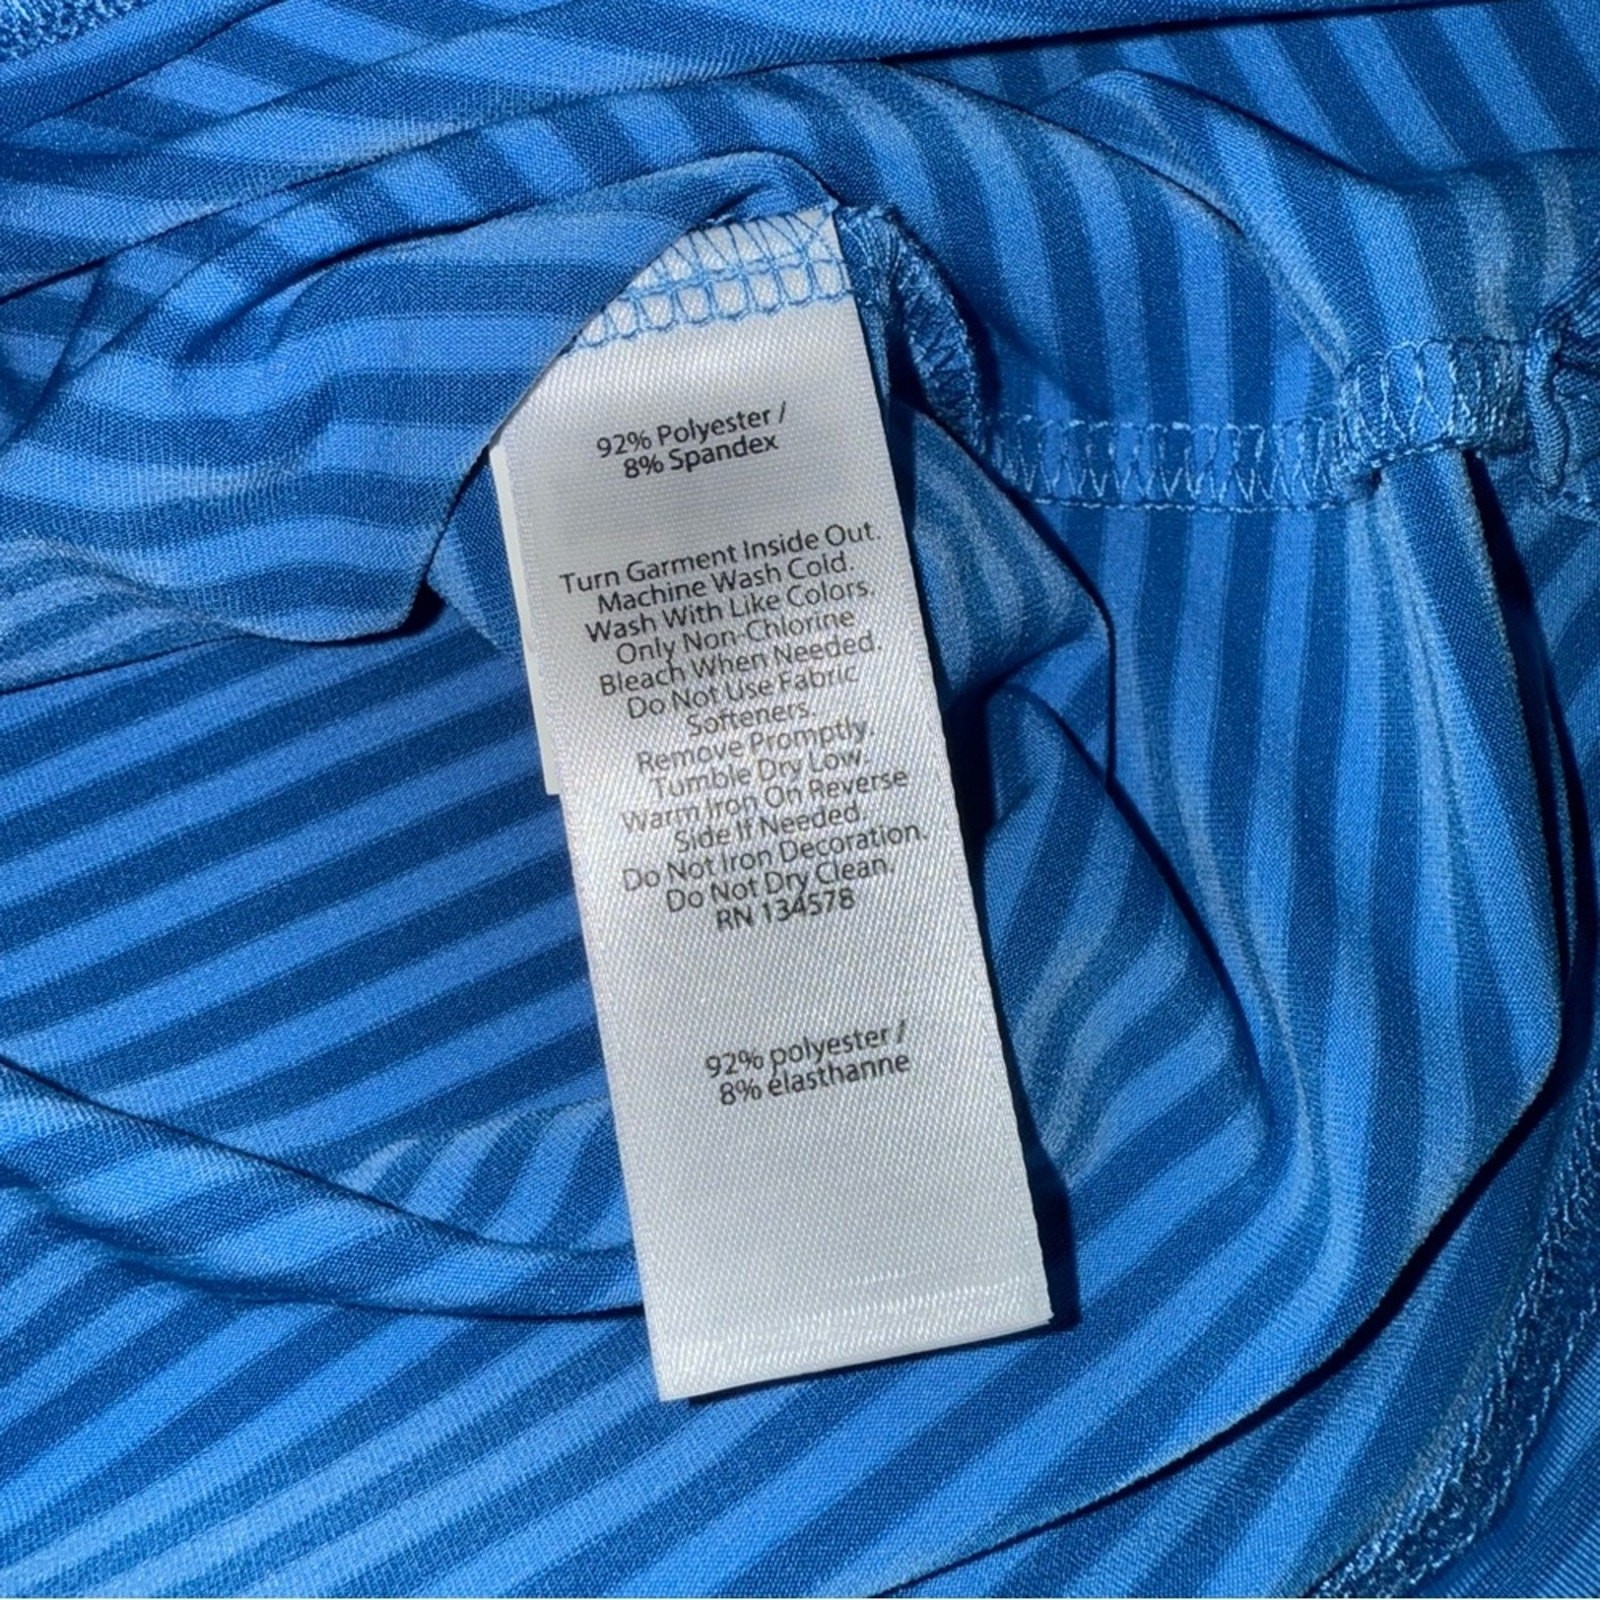 92% Polyester /
8% Spandex
Turn Garment Inside Out.
Machine Wash Cold.
Wash With Like Colors.
Only Non-Chlorine
Bleach When Needed.
Do Not Use Fabric
Softeners.
Remove Promptly.
Tumble Dry Low.
Warm Iron On Reverse
Side If Needed.
Do Not Iron Decoration.
Do Not Dry Clean.
RN 134578
92% polyester /
8% élasthanne